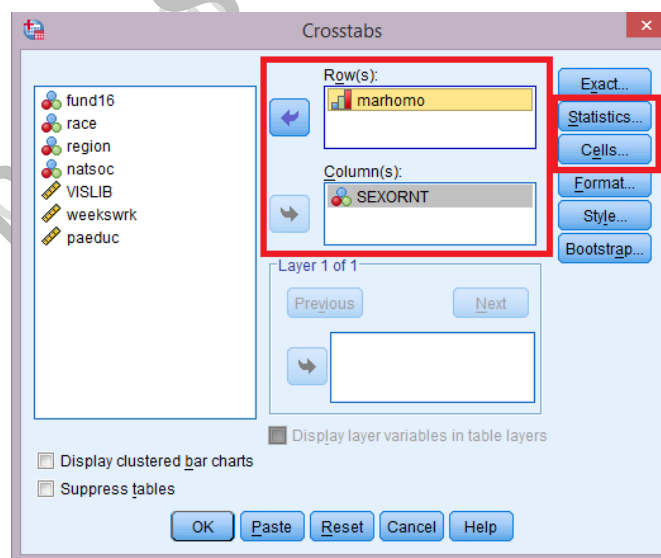 Crosstabs
fund16
race
region
natsoc
VISLIB
weekswrk
paeduc
Row(s):
marhomo
Column(s):
SEXORNT
Layer 1 of 1
Previous
Next
Display layer variables in table layers
Exact...
Statistics...
Cells...
Format...
Style...
Bootstrap...
Display clustered bar charts
Suppress tables
OK Paste Reset Cancel Help